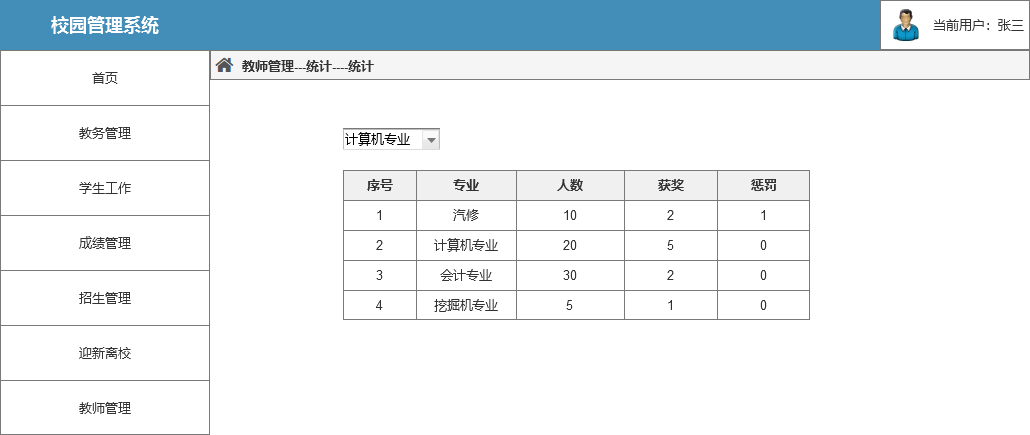 校园管理系统
当前用户：张三
首页
教务管理
学生工作
成绩管理
招生管理
迎新离校
教师管理
教师管理---统计----统计
计算机专业
序号 专业 人数 获奖 惩罚
1 汽修 10 2 1
2 计算机专业 20 5 0
3 会计专业 30 2 0
4 挖掘机专业 5 1 0